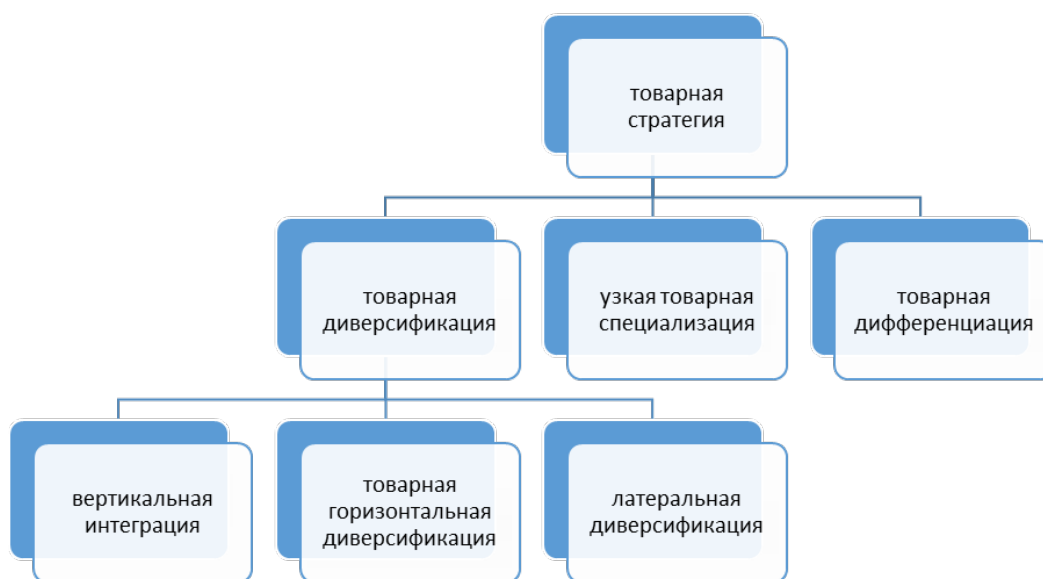 товарная
стратегия
товарная
диверсификация
узкая товарная
специализация
товарная
дифференциация
вертикальная
интеграция
товарная
горизонтальная
диверсификация
латеральная
диверсификация